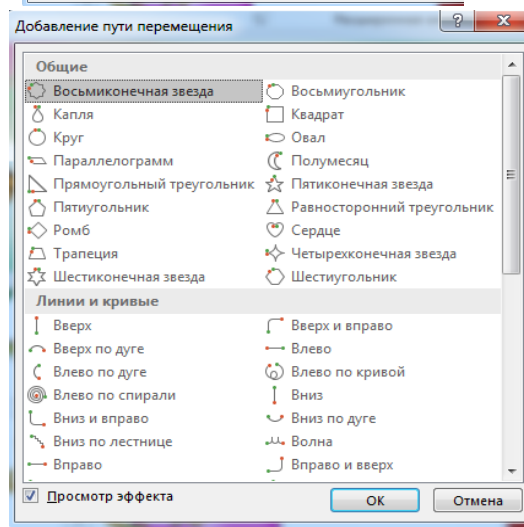 Добавление пути перемещения
Общие
Восьмиконечная звезда Восьмиугольник
Капля Квадрат
Круг Овал
Параллелограмм Полумесяц
Прямоугольный треугольник Пятиконечная звезда
Пятиугольник Равносторонний треугольник
Ромб Сердце
Трапеция Четырехконечная звезда
Шестиконечная звезда Шестиугольник
Линии и кривые
Вверх Вверх и вправо
Вверх по дуге Влево
Влево по дуге Влево по кривой
Влево по спирали Вниз
Вниз и вправо Вниз по дуге
Вниз по лестнице Волна
Вправо Вправо и вверх
Просмотр эффекта ОК Отмена